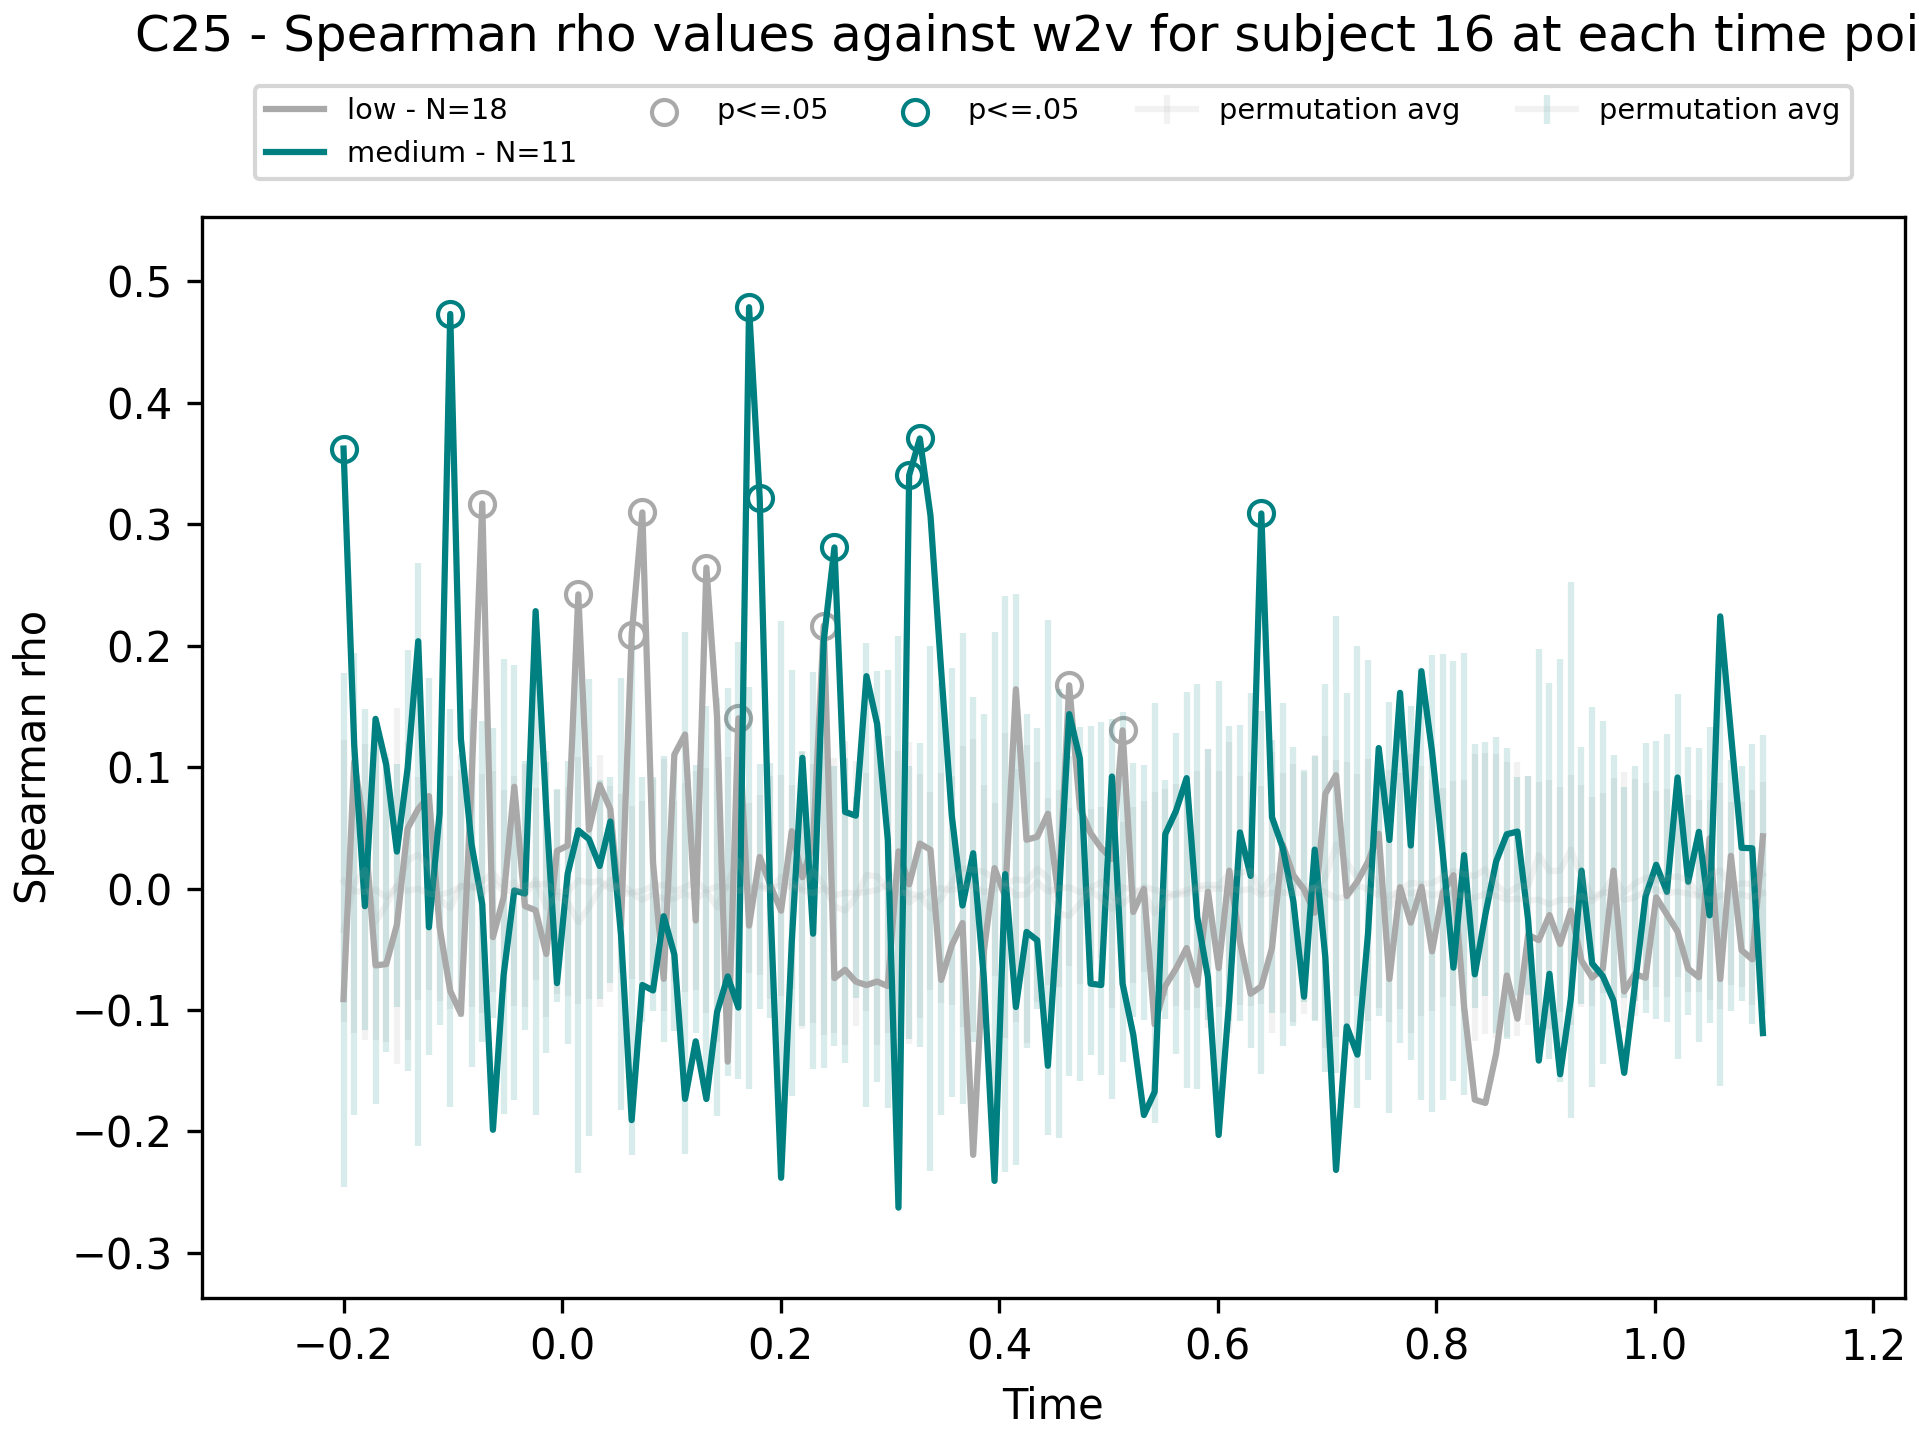 C25 - Spearman rho values against w2v for subject 16 at each time poi
low - N=18
medium - N=11
p<=.05
p<=.05
permutation avg
permutation avg
Spearman rho
0.5
0.4
0.3
0.2
0.1
0.0
−0.1
−0.2
−0.3
−0.2 0.0 0.2 0.4 0.6 0.8 1.0 1.2
Time